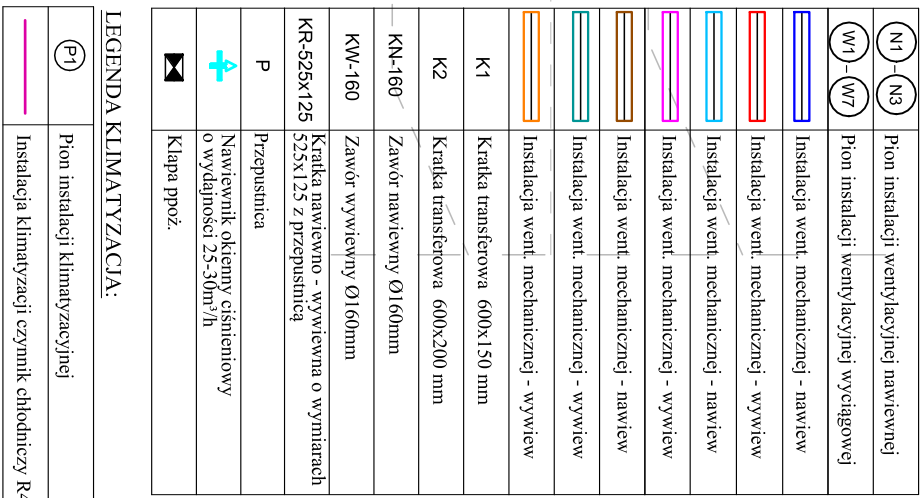 N1 - N3 Pion instalacji wentylacyjnej nawiewnej
W1 - W7 Pion instalacji wentylacyjnej wyciągowej
Instalacja went. mechanicznej - nawiew
Instalacja went. mechanicznej - wywiew
Instalacja went. mechanicznej - nawiew
Instalacja went. mechanicznej - wywiew
Instalacja went. mechanicznej - nawiew
Instalacja went. mechanicznej - wywiew
Instalacja went. mechanicznej - wywiew
K1 Kratka transferowa 600x150 mm
K2 Kratka transferowa 600x200 mm
KN-160 Zawór nawiewny Ø160mm
KW-160 Zawór wywiewny Ø160mm
KR-525x125 Kratka nawiewno - wywiewna o wymiarach
525x125 z przepustnicą
P Przepustnica
Nawiewnik okienny ciśnieniowy
o wydajności 25-30m³/h
Klapa ppoż.
LEGENDA KLIMATYZACJA:
P1 Pion instalacji klimatyzacyjnej
Instalacja klimatyzacji czynnik chłodniczy R4